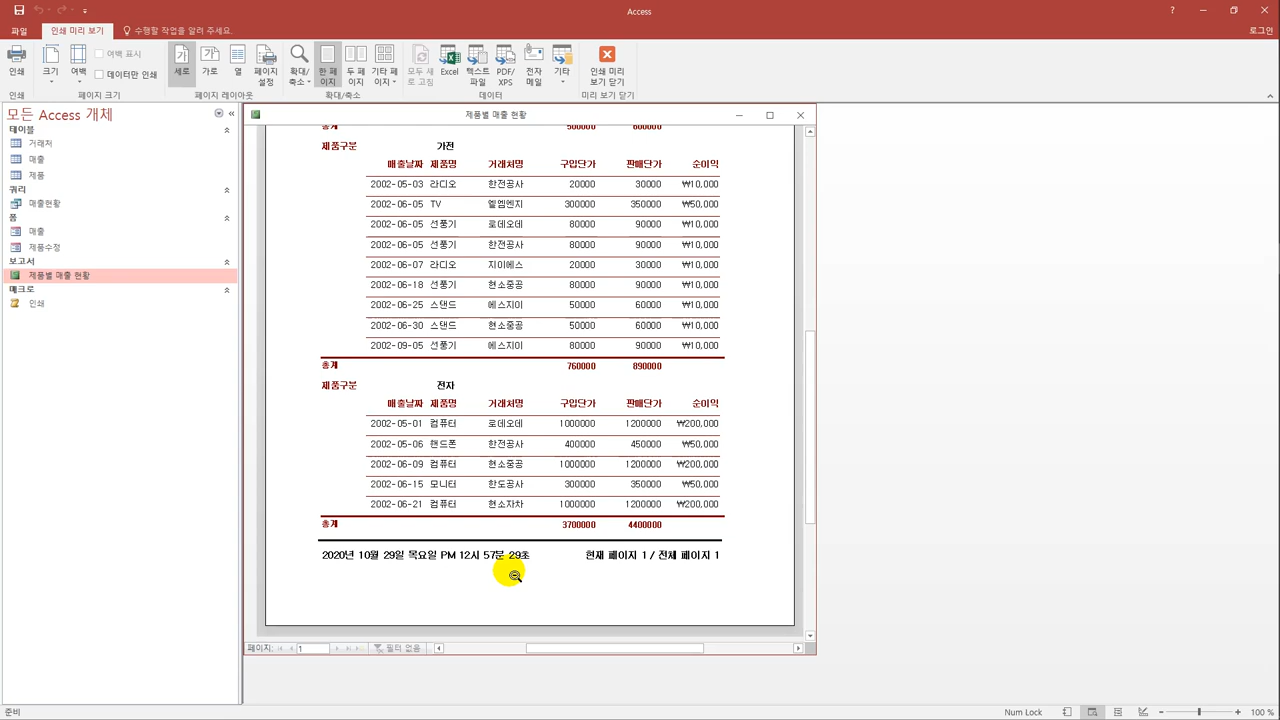 Access
로그인
파일
인쇄 미리 보기
수행할 작업을 알려 주세요.
인쇄
크기
여백
여백 표시
데이터만 인쇄
세로
가로
열
페이지 설정
확대/축소
한 페이지
두 페이지
기타 페이지
모두 새로 고침
Excel
텍스트 파일
PDF/XPS
전자 메일
기타
인쇄 미리 보기 닫기
인쇄
페이지 크기
페이지 레이아웃
확대/축소
데이터
미리 보기 닫기
모든 Access 개체
테이블
거래처
매출
제품
쿼리
매출현황
폼
매출
제품수정
보고서
제품별 매출 현황
매크로
인쇄
제품별 매출 현황
총계 500000 600000
제품구분 가전
매출날짜 제품명 거래처명 구입단가 판매단가 순이익
2002-05-03 라디오 한전공사 20000 30000 ₩10,000
2002-06-05 TV 엘엠엔지 300000 350000 ₩50,000
2002-06-05 선풍기 로데오데 80000 90000 ₩10,000
2002-06-05 선풍기 한전공사 80000 90000 ₩10,000
2002-06-07 라디오 지이에스 20000 30000 ₩10,000
2002-06-18 선풍기 현소중공 80000 90000 ₩10,000
2002-06-25 스탠드 에스지이 50000 60000 ₩10,000
2002-06-30 스탠드 현소중공 50000 60000 ₩10,000
2002-09-05 선풍기 에스지이 80000 90000 ₩10,000
총계 760000 890000
제품구분 전자
매출날짜 제품명 거래처명 구입단가 판매단가 순이익
2002-05-01 컴퓨터 로데오데 1000000 1200000 ₩200,000
2002-05-06 핸드폰 한전공사 400000 450000 ₩50,000
2002-06-09 컴퓨터 현소중공 1000000 1200000 ₩200,000
2002-06-15 모니터 한도공사 300000 350000 ₩50,000
2002-06-21 컴퓨터 현소자차 1000000 1200000 ₩200,000
총계 3700000 4400000
2020년 10월 29일 목요일 PM 12시 57분 29초 현재 페이지 1 / 전체 페이지 1
페이지: 1 필터 없음
준비
Num Lock
100 %